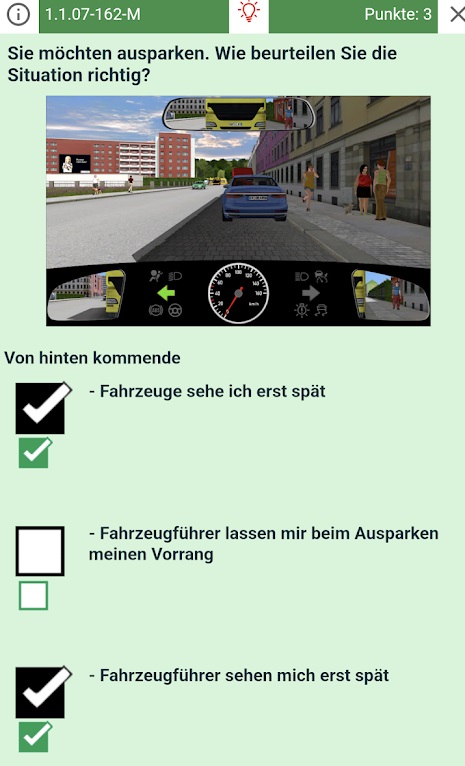 1.1.07-162-M
Punkte: 3
Sie möchten ausparken. Wie beurteilen Sie die
Situation richtig?
Von hinten kommende
- Fahrzeuge sehe ich erst spät
- Fahrzeugführer lassen mir beim Ausparken
meinen Vorrang
- Fahrzeugführer sehen mich erst spät